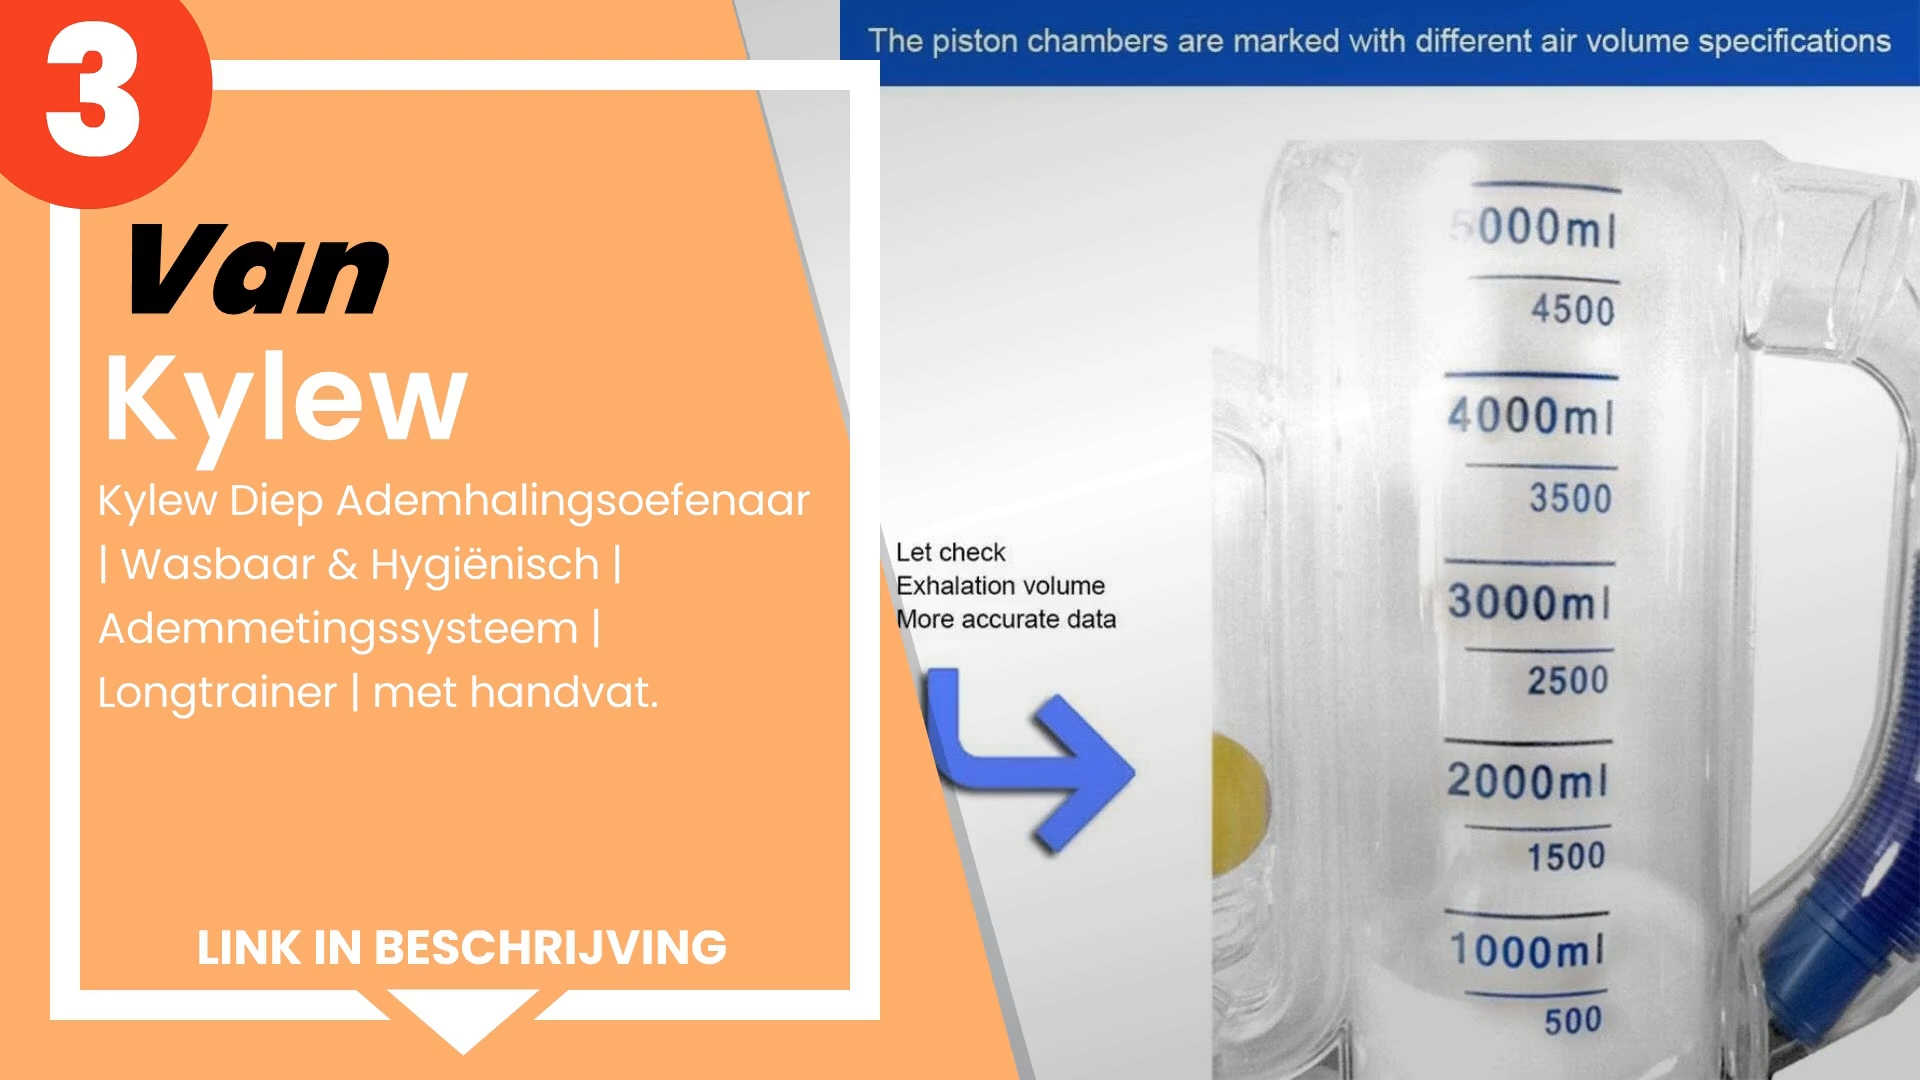 3
Van
Kylew
Kylew Diep Ademhalingsoefenaar
| Wasbaar & Hygiënisch |
Ademmetingssysteem |
Longtrainer | met handvat.
LINK IN BESCHRIJVING
The piston chambers are marked with different air volume specifications
Let check
Exhalation volume
More accurate data
5000ml
4500
4000ml
3500
3000ml
2500
2000ml
1500
1000ml
500